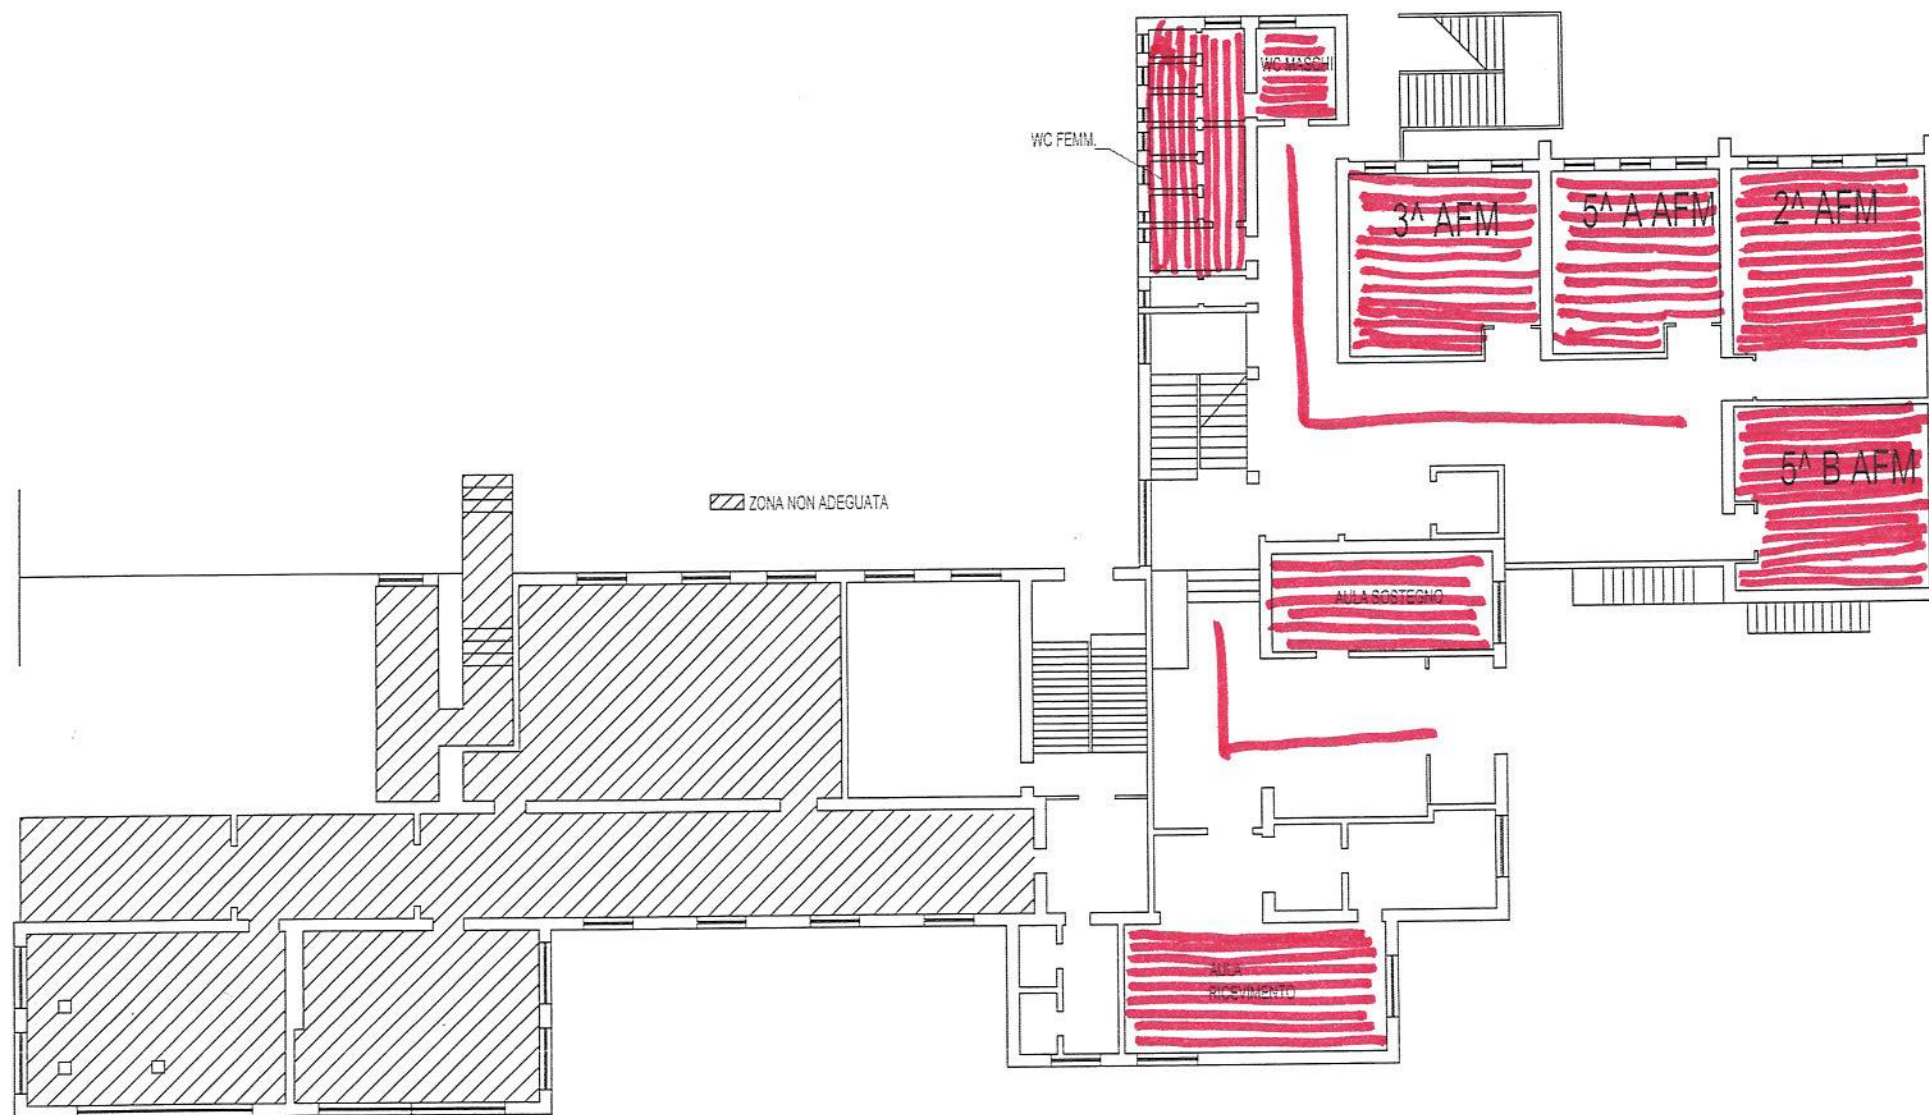 WC MASCHI
WC FEMM.
3^ AFM
5^ A AFM
2^ AFM
5^ B AFM
ZONA NON ADEGUATA
AULA SOSTEGNO
AULA
RICEVIMENTO